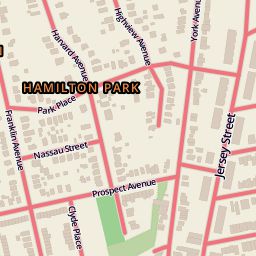 Highview Avenue
York Avenue
Harvard Avenue
HAMILTON PARK
Park Place
Franklin Avenue
Jersey Street
Nassau Street
Prospect Avenue
Clyde Place